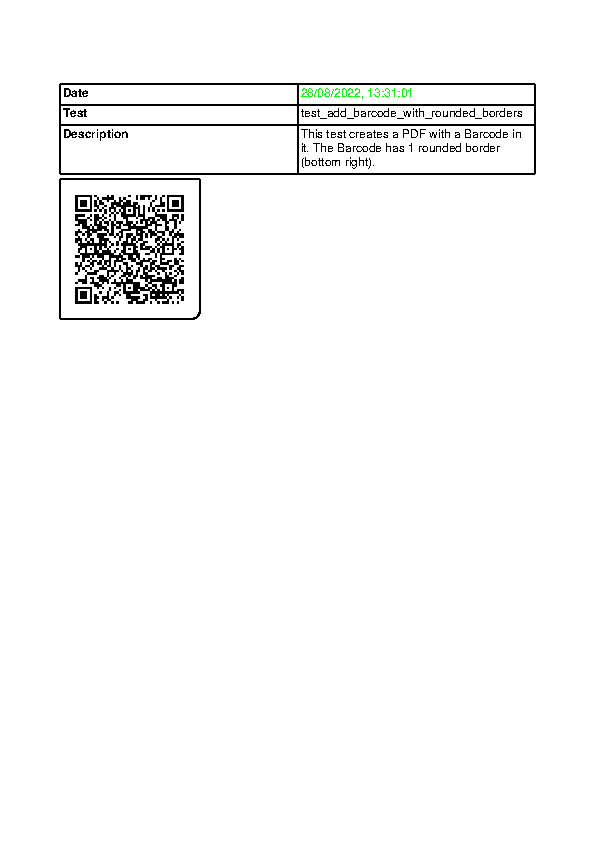 Date 28/08/2022, 13:31:01
Test test_add_barcode_with_rounded_borders
Description This test creates a PDF with a Barcode in
it. The Barcode has 1 rounded border
(bottom right).